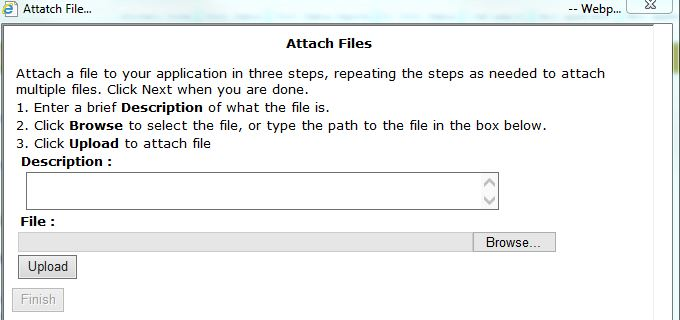 Attatch File... -- Webp...
Attach Files
Attach a file to your application in three steps, repeating the steps as needed to attach
multiple files. Click Next when you are done.
1. Enter a brief Description of what the file is.
2. Click Browse to select the file, or type the path to the file in the box below.
3. Click Upload to attach file
Description :
File :
Browse...
Upload
Finish